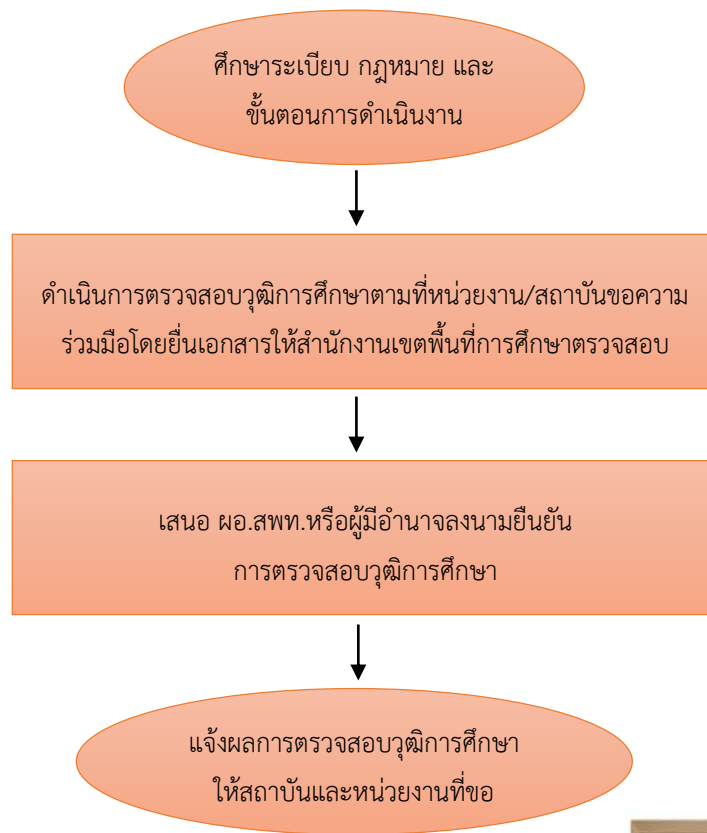 ศึกษาระเบียบ กฎหมาย และ
ขั้นตอนการดำเนินงาน
ดำเนินการตรวจสอบวุฒิการศึกษาตามที่หน่วยงาน/สถาบันขอความ
ร่วมมือโดยยื่นเอกสารให้สำนักงานเขตพื้นที่การศึกษาตรวจสอบ
เสนอ ผอ.สพท.หรือผู้มีอำนาจลงนามยืนยัน
การตรวจสอบวุฒิการศึกษา
แจ้งผลการตรวจสอบวุฒิการศึกษา
ให้สถาบันและหน่วยงานที่ขอ